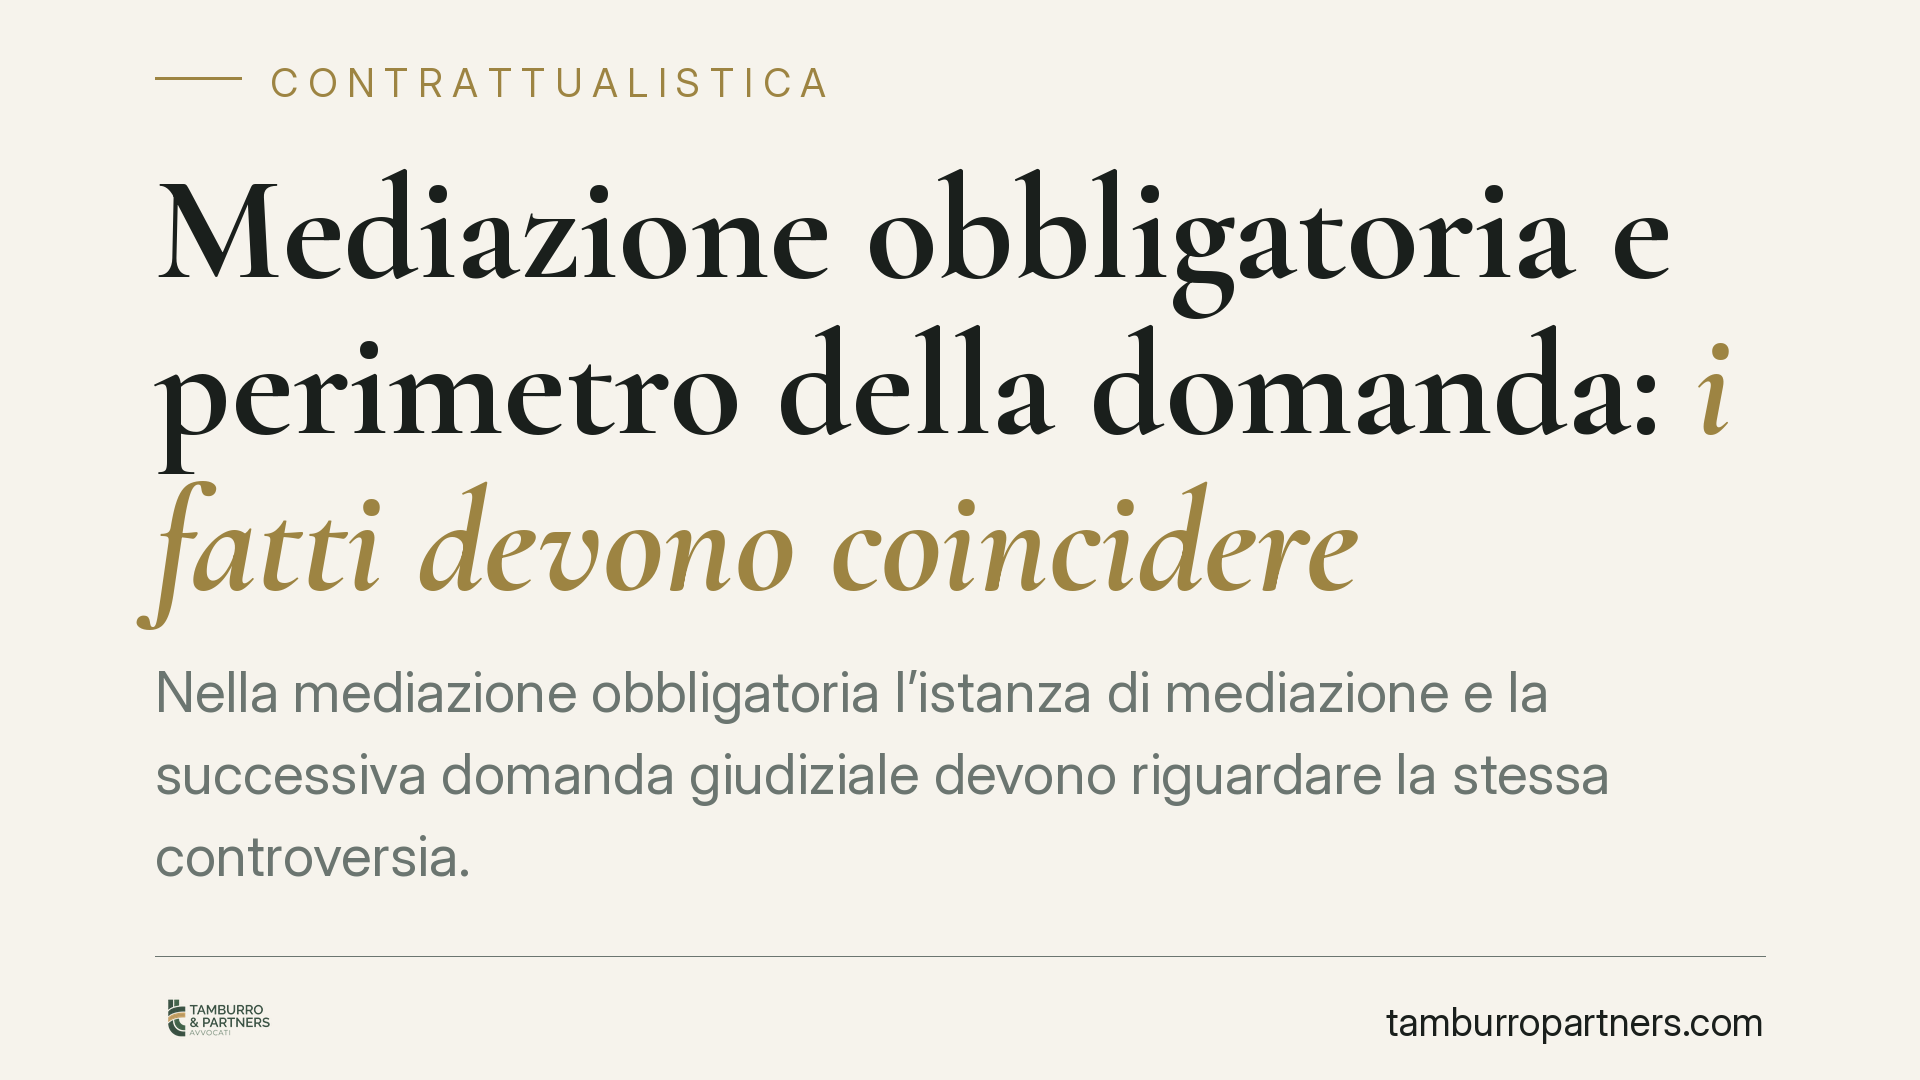 CONTRATTUALISTICA
Mediazione obbligatoria e
perimetro della domanda: i
fatti devono coincidere
Nella mediazione obbligatoria l’istanza di mediazione e la
successiva domanda giudiziale devono riguardare la stessa
controversia.
TAMBURRO
& PARTNERS
AVVOCATI
tamburropartners.com